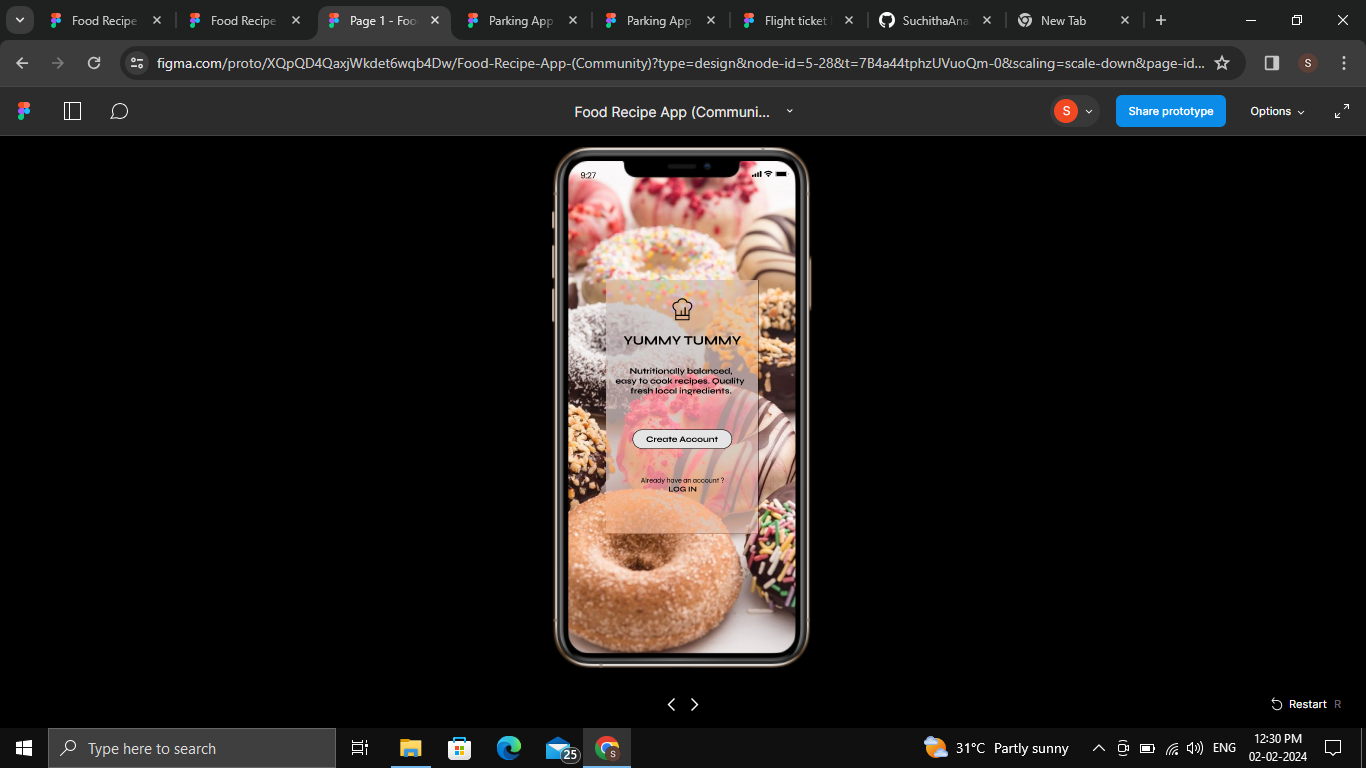 Food Recipe
Food Recipe
Page 1 - Foo
Parking App
Parking App
Flight ticket
SuchithaAna
New Tab
figma.com/proto/XQpQD4QaxjWkdet6wqb4Dw/Food-Recipe-App-(Community)?type=design&node-id=5-28&t=7B4a44tphzUVuoQm-0&scaling=scale-down&page-id...
S
Food Recipe App (Communi...
S
Share prototype
Options
9:27
YUMMY TUMMY
Nutritionally balanced,
easy to cook recipes. Quality
fresh local ingredients.
Create Account
Already have an account ?
LOG IN
Restart R
Type here to search
25
S
31°C Partly sunny
ENG
12:30 PM
02-02-2024